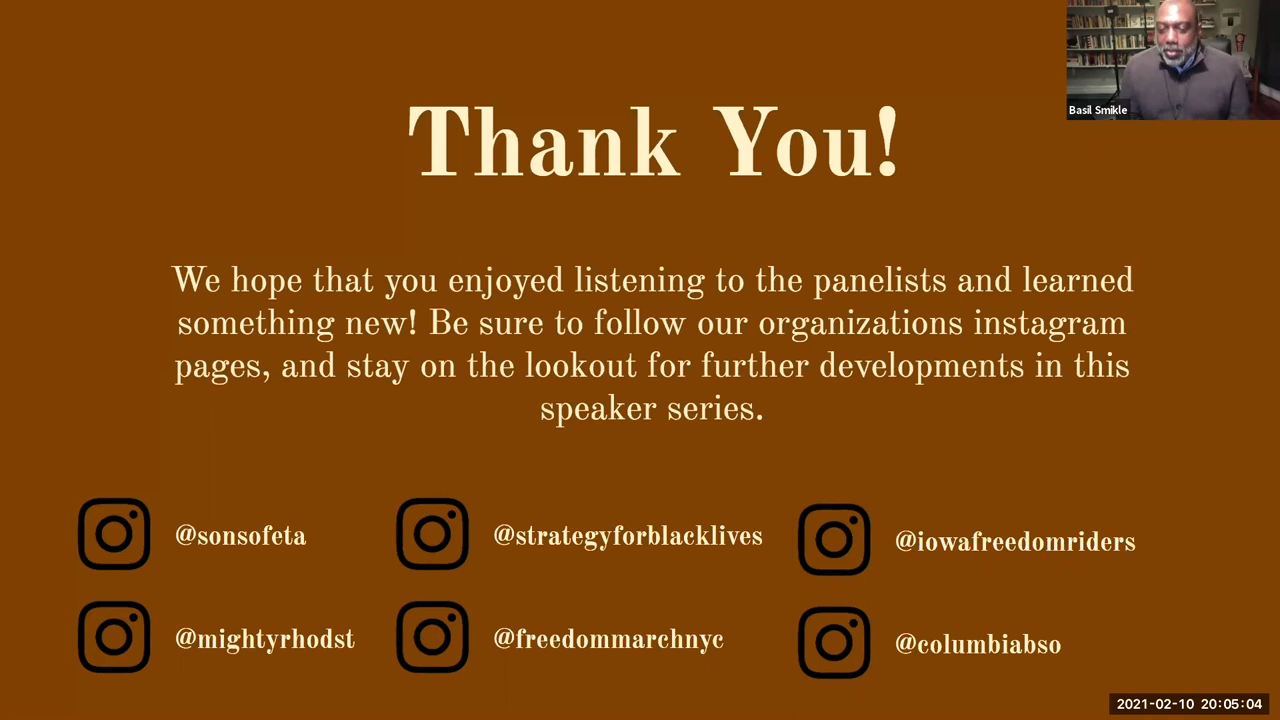 Basil Smikle
Thank You!
We hope that you enjoyed listening to the panelists and learned
something new! Be sure to follow our organizations instagram
pages, and stay on the lookout for further developments in this
speaker series.
@sonsofeta
@strategyforblacklives
@iowafreedomriders
@mightyrhodst
@freedommarchnyc
@columbiabso
2021-02-10 20:05:04